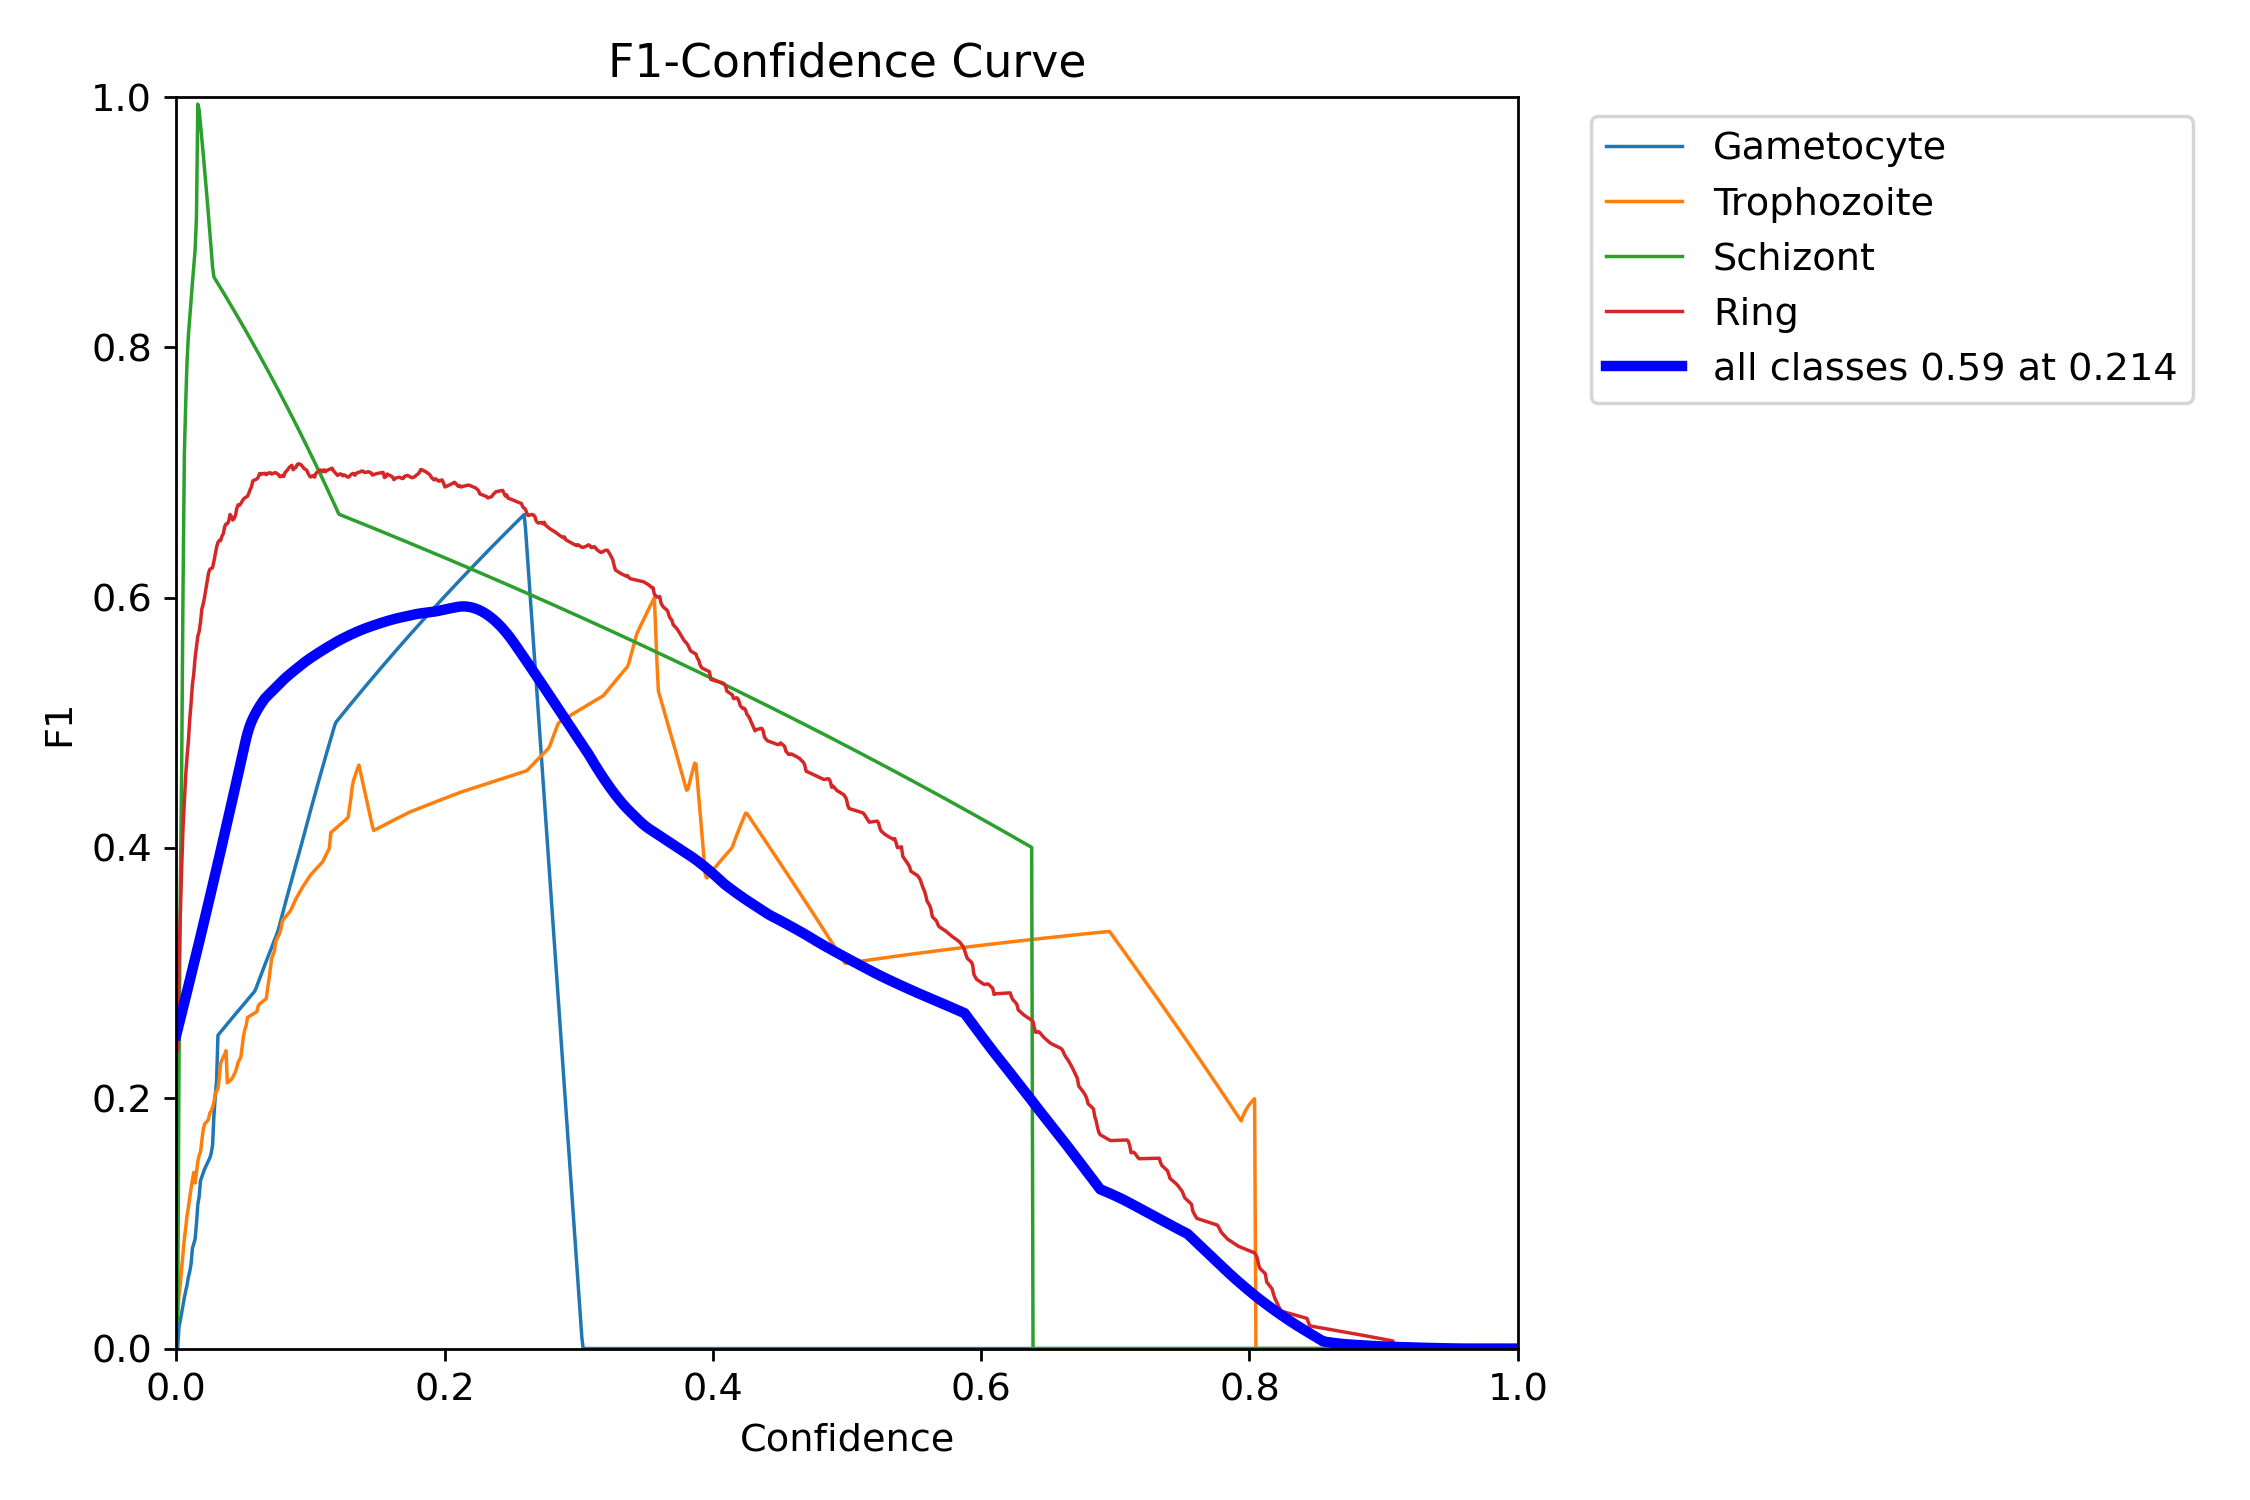 F1-Confidence Curve
1.0
0.8
0.6
0.4
0.2
0.0
F1
0.0 0.2 0.4 0.6 0.8 1.0
Confidence
Gametocyte
Trophozoite
Schizont
Ring
all classes 0.59 at 0.214